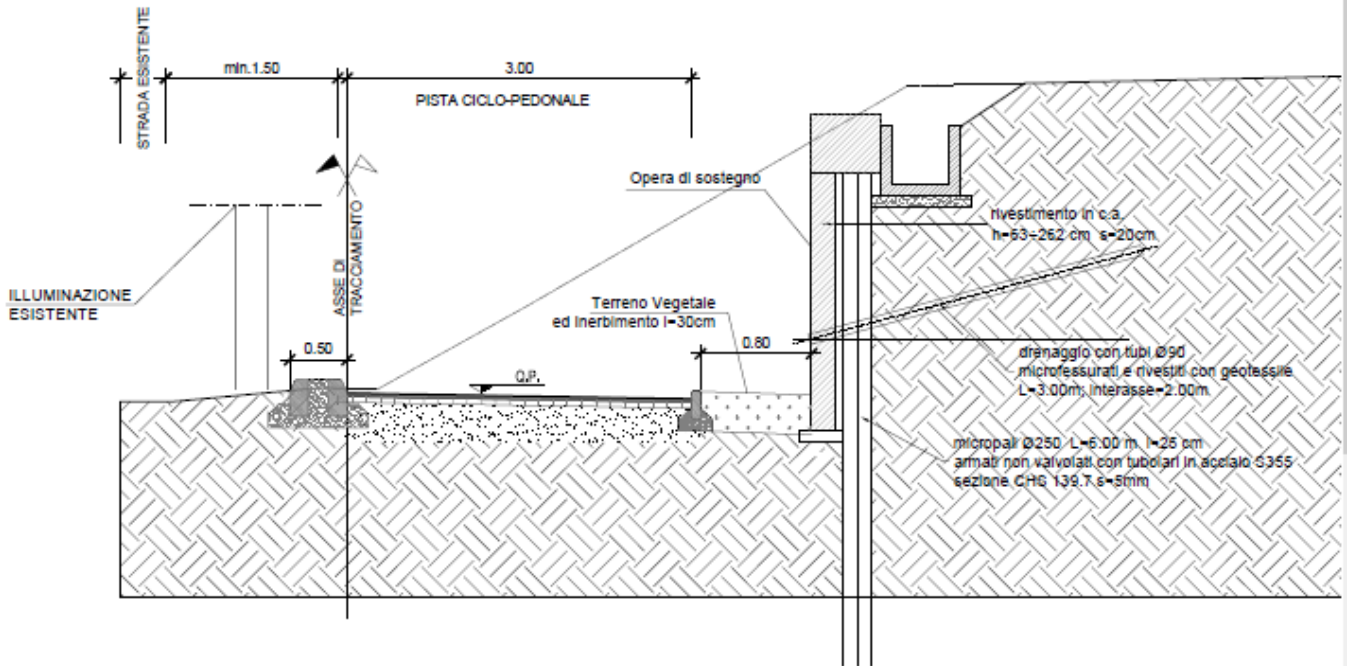 STRADA ESISTENTE
min.1.50
3.00
PISTA CICLO-PEDONALE
Opera di sostegno
rivestimento in c.a.
h=63÷262 cm s=20cm
ASSE DI
TRACCIAMENTO
ILLUMINAZIONE
ESISTENTE
Terreno Vegetale
ed inerbimento i=30cm
0.50
0.80
Q.P.
drenaggio con tubi Ø90
microfessurati e rivestiti con geotessile
L=3.00m; interasse=2.00m
micropali Ø250 L=6.00 m i=25 cm
armati non valvolati con tubolari in acciaio S355
sezione CHS 139.7 s=5mm